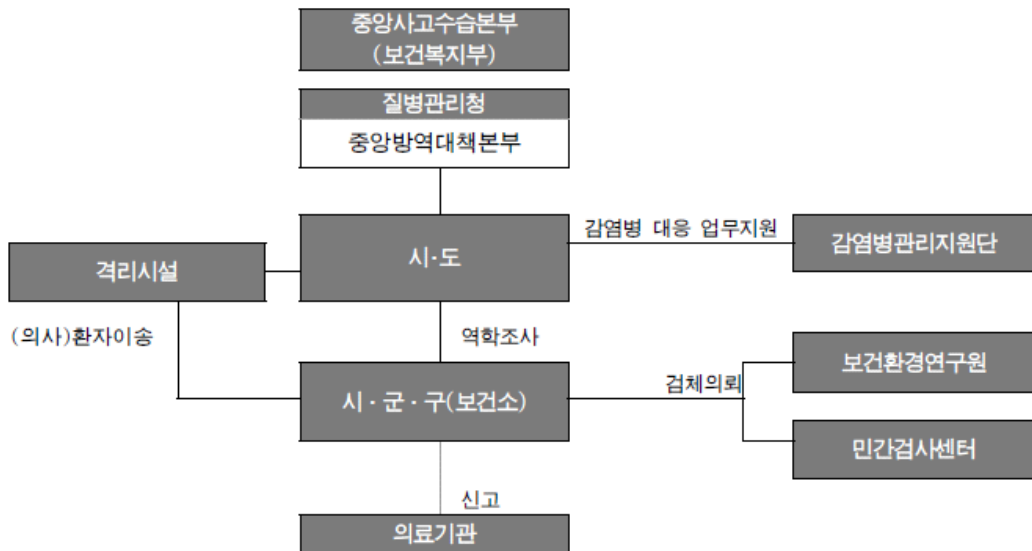 중앙사고수습본부
(보건복지부)
질병관리청
중앙방역대책본부
시·도
감염병 대응 업무지원
감염병관리지원단
격리시설
(의사)환자이송
역학조사
시·군·구(보건소)
검체의뢰
보건환경연구원
민간검사센터
신고
의료기관